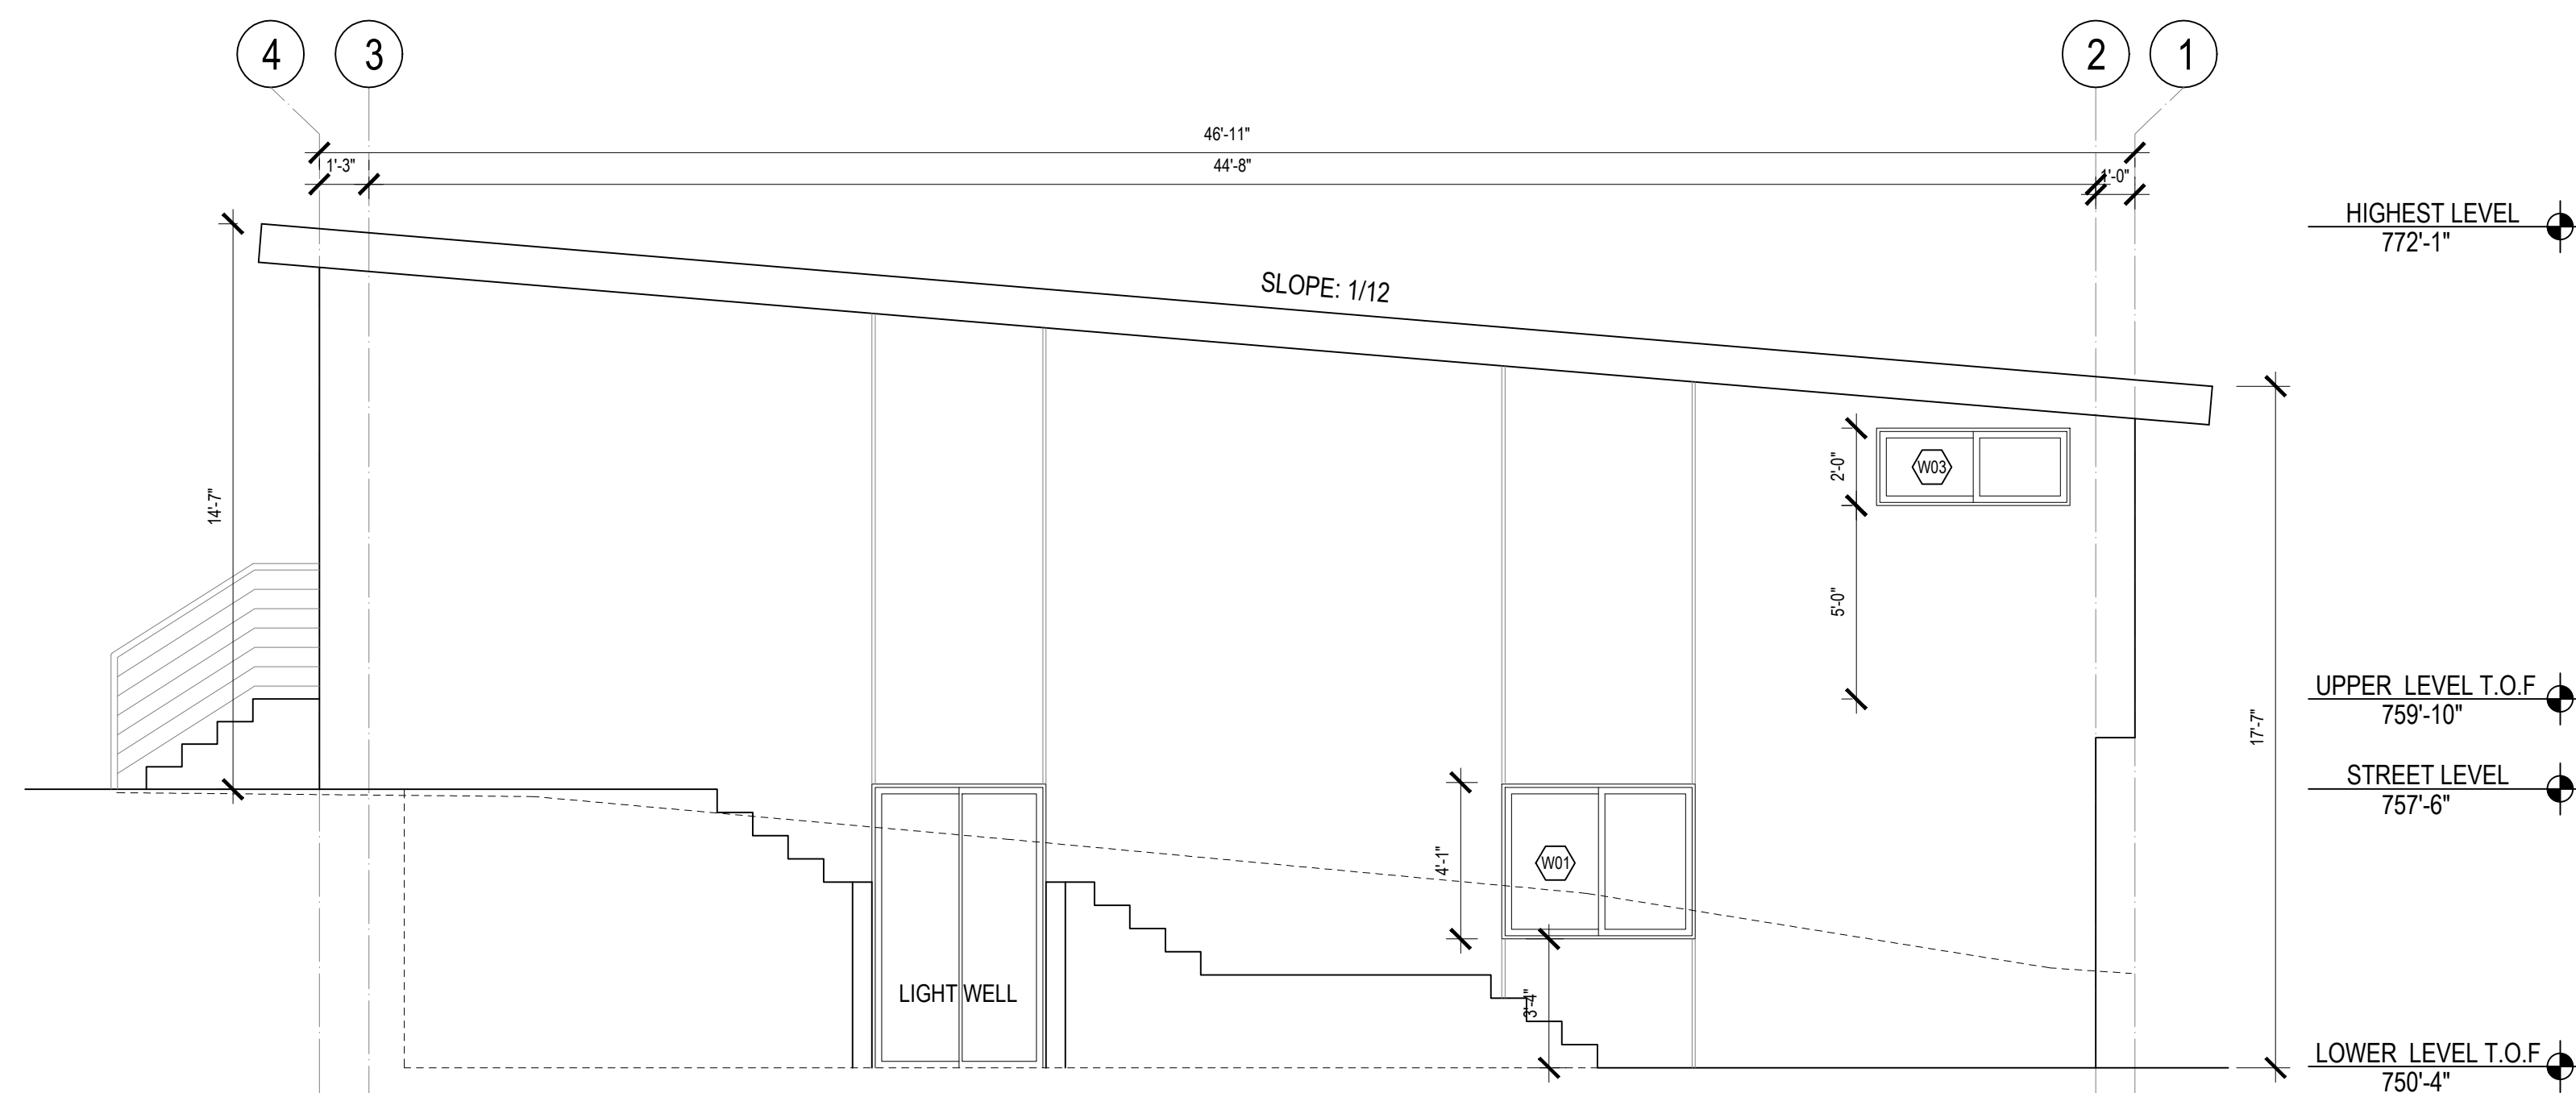 4
3
2
1
46'-11"
1'-3"
44'-8"
1'-0"
HIGHEST LEVEL
772'-1"
SLOPE: 1/12
14'-7"
2'-0"
W03
5'-0"
UPPER LEVEL T.O.F
759'-10"
17'-7"
STREET LEVEL
757'-6"
4'-1"
W01
LIGHT WELL
3'-4"
LOWER LEVEL T.O.F
750'-4"